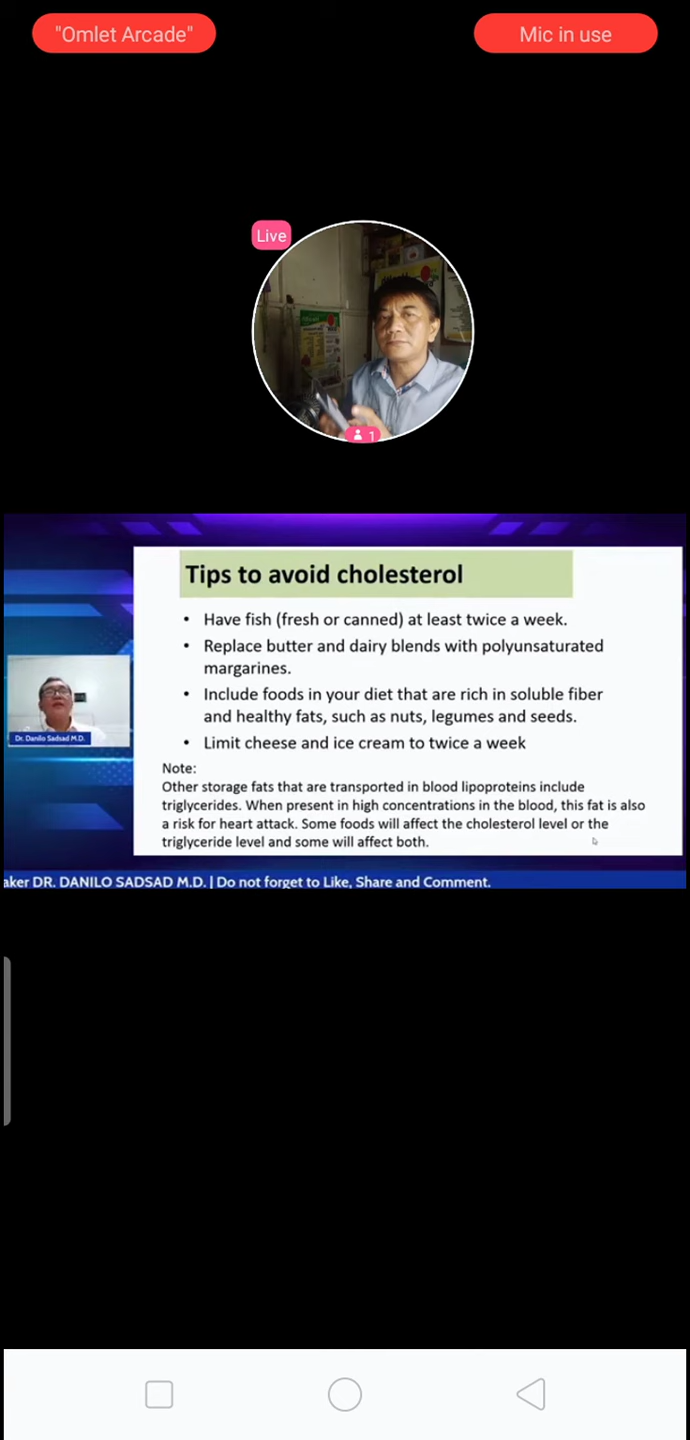 "Omlet Arcade"
Mic in use
Live
1
Tips to avoid cholesterol
• Have fish (fresh or canned) at least twice a week.
• Replace butter and dairy blends with polyunsaturated
margarines.
• Include foods in your diet that are rich in soluble fiber
and healthy fats, such as nuts, legumes and seeds.
• Limit cheese and ice cream to twice a week
Note:
Other storage fats that are transported in blood lipoproteins include
triglycerides. When present in high concentrations in the blood, this fat is also
a risk for heart attack. Some foods will affect the cholesterol level or the
triglyceride level and some will affect both.
Dr. Danilo Sadsad M.D.
aker DR. DANILO SADSAD M.D. | Do not forget to Like, Share and Comment.